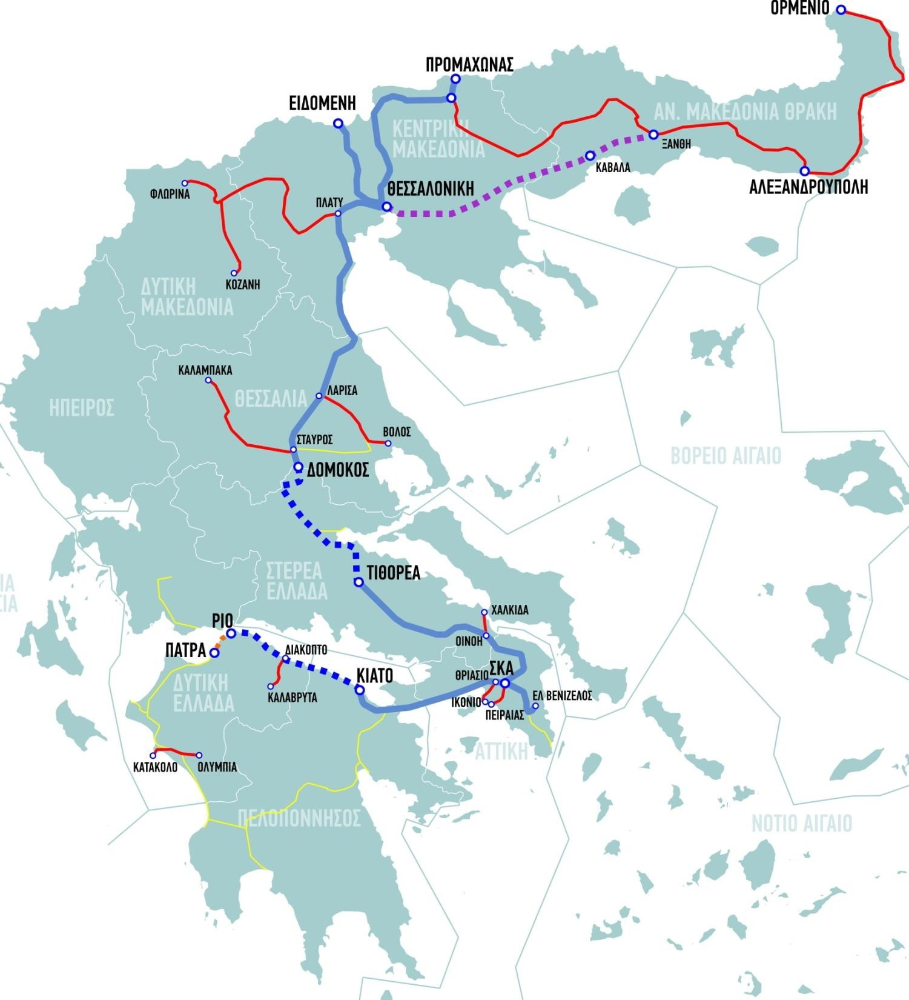 ΟΡΜΕΝΙΟ
ΠΡΟΜΑΧΩΝΑΣ
ΕΙΔΟΜΕΝΗ
ΑΝ. ΜΑΚΕΔΟΝΙΑ ΘΡΑΚΗ
ΚΕΝΤΡΙΚΗ
ΜΑΚΕΔΟΝΙΑ
ΞΑΝΘΗ
ΚΑΒΑΛΑ
ΑΛΕΞΑΝΔΡΟΥΠΟΛΗ
ΘΕΣΣΑΛΟΝΙΚΗ
ΦΛΩΡΙΝΑ
ΠΛΑΤΥ
ΚΟΖΑΝΗ
ΔΥΤΙΚΗ
ΜΑΚΕΔΟΝΙΑ
ΚΑΛΑΜΠΑΚΑ
ΘΕΣΣΑΛΙΑ
ΛΑΡΙΣΑ
ΗΠΕΙΡΟΣ
ΒΟΛΟΣ
ΣΤΑΥΡΟΣ
ΒΟΡΕΙΟ ΑΙΓΑΙΟ
ΔΟΜΟΚΟΣ
ΣΤΕΡΕΑ
ΕΛΛΑΔΑ
ΤΙΘΟΡΕΑ
ΧΑΛΚΙΔΑ
ΡΙΟ
ΟΙΝΟΗ
ΠΑΤΡΑ
ΔΙΑΚΟΠΤΟ
ΚΙΑΤΟ
ΘΡΙΑΣΙΟ
ΣΚΑ
ΔΥΤΙΚΗ
ΕΛΛΑΔΑ
ΚΑΛΑΒΡΥΤΑ
ΕΛ ΒΕΝΙΖΕΛΟΣ
ΙΚΟΝΙΟ
ΠΕΙΡΑΙΑΣ
ΑΤΤΙΚΗ
ΚΑΤΑΚΟΛΟ
ΟΛΥΜΠΙΑ
ΠΕΛΟΠΟΝΝΗΣΟΣ
ΝΟΤΙΟ ΑΙΓΑΙΟ